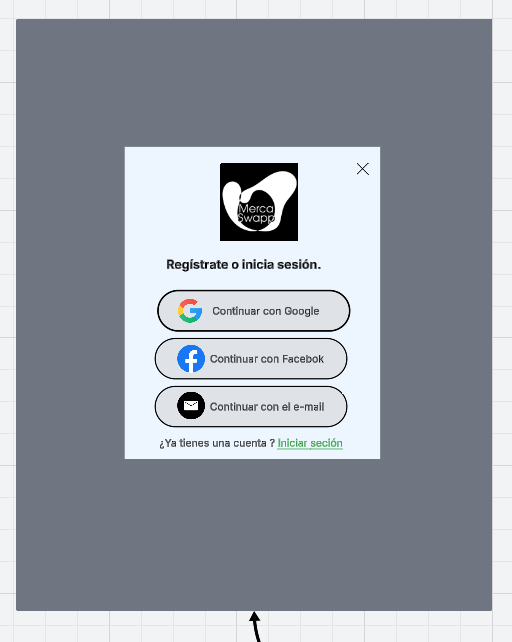 Merca
Swapp
Regístrate o inicia sesión.
Continuar con Google
Continuar con Facebok
Continuar con el e-mail
¿Ya tienes una cuenta ? Iniciar seción